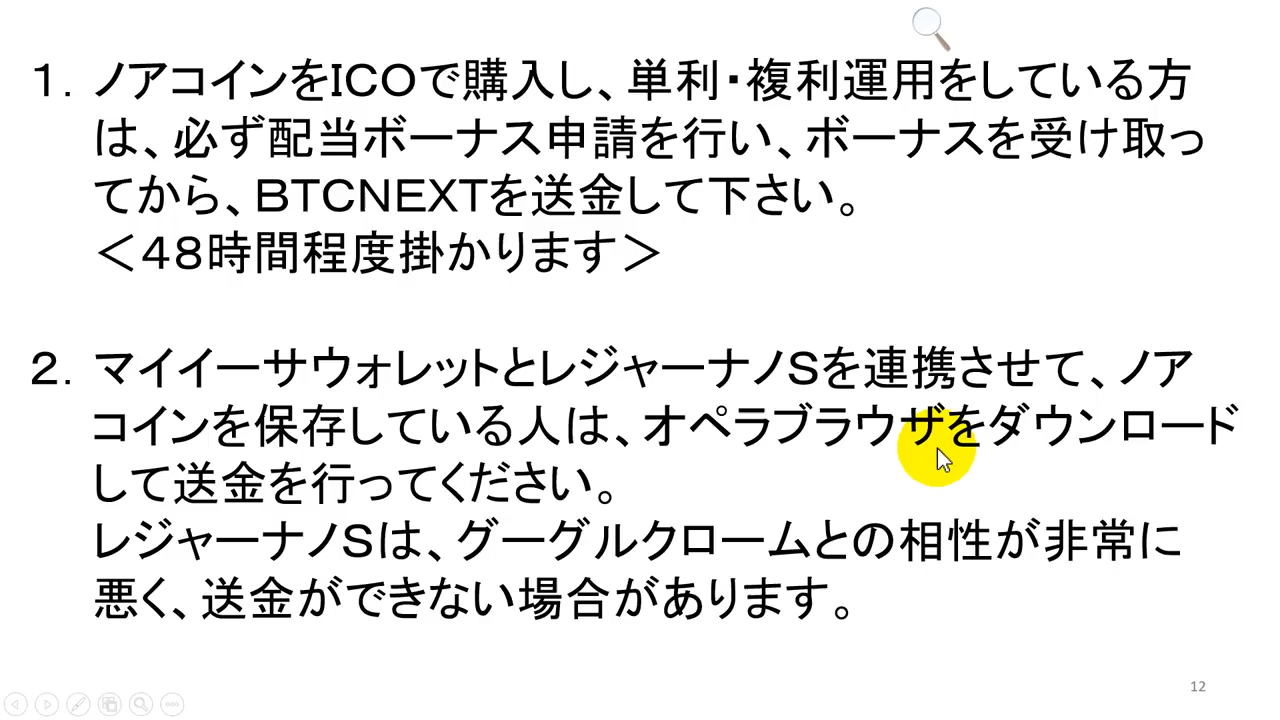 １．ノアコインをＩＣＯで購入し、単利・複利運用をしている方
は、必ず配当ボーナス申請を行い、ボーナスを受け取っ
てから、ＢＴＣＮＥＸＴを送金して下さい。
＜４８時間程度掛かります＞
２．マイイーサウォレットとレジャーナノＳを連携させて、ノア
コインを保存している人は、オペラブラウザをダウンロード
して送金を行ってください。
レジャーナノＳは、グーグルクロームとの相性が非常に
悪く、送金ができない場合があります。
12